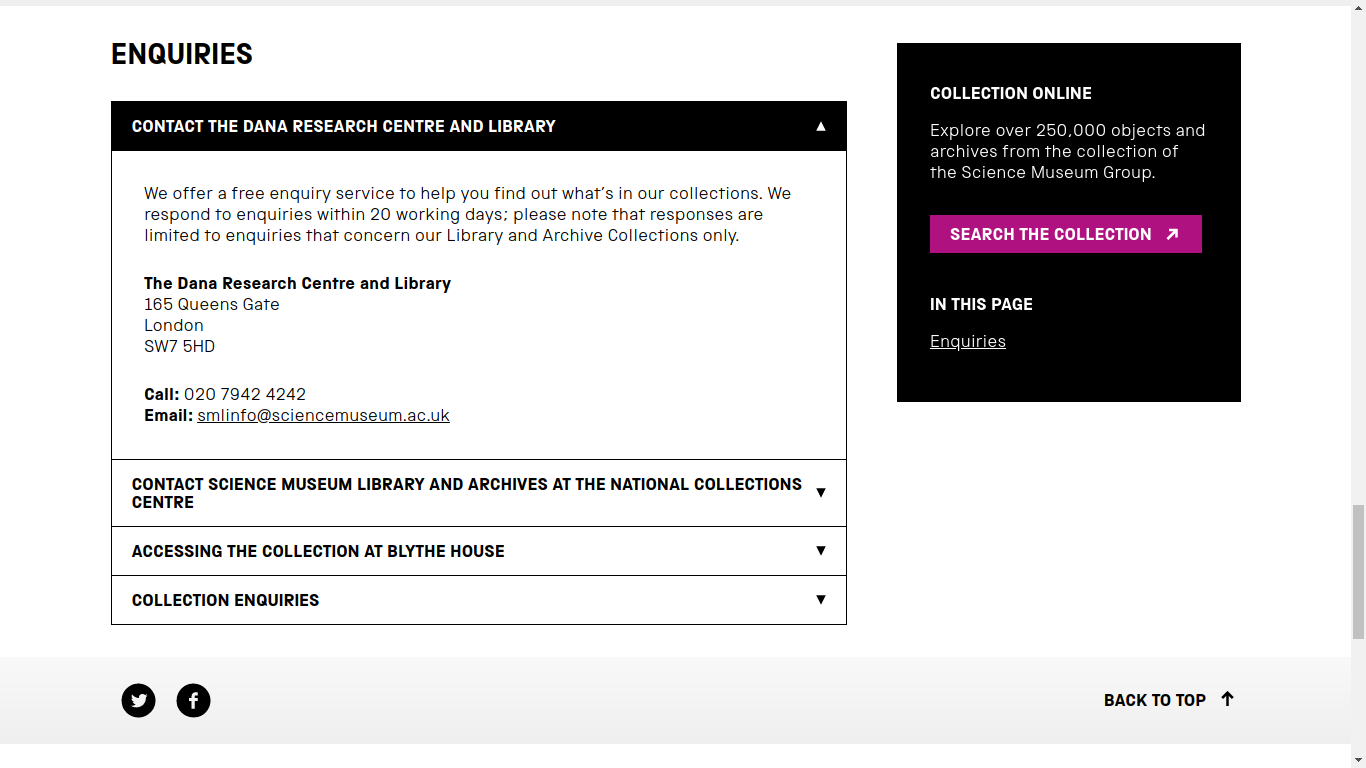 ENQUIRIES
CONTACT THE DANA RESEARCH CENTRE AND LIBRARY
We offer a free enquiry service to help you find out what's in our collections. We
respond to enquiries within 20 working days; please note that responses are
limited to enquiries that concern our Library and Archive Collections only.
The Dana Research Centre and Library
165 Queens Gate
London
SW7 5HD
Call: 020 7942 4242
Email: smlinfo@sciencemuseum.ac.uk
CONTACT SCIENCE MUSEUM LIBRARY AND ARCHIVES AT THE NATIONAL COLLECTIONS
CENTRE
ACCESSING THE COLLECTION AT BLYTHE HOUSE
COLLECTION ENQUIRIES
COLLECTION ONLINE
Explore over 250,000 objects and
archives from the collection of
the Science Museum Group.
SEARCH THE COLLECTION
IN THIS PAGE
Enquiries
BACK TO TOP